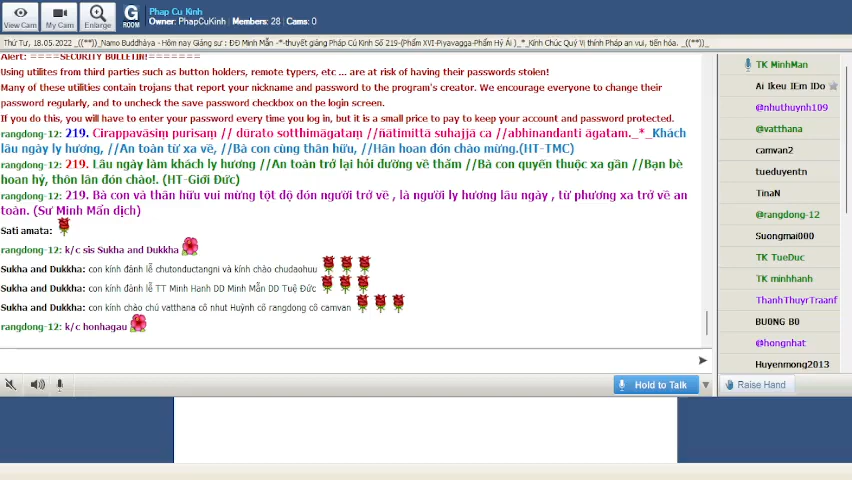 Phap Cu Kinh
Owner: PhapCuKinh | Members: 28 | Cams: 0
View Cam
My Cam
Enlarge
G
ROOM
Thứ Tư, 18.05.2022 _((**))_Namo Buddhàya - Hôm nay Giảng sư : ĐĐ Minh Mẫn -*-thuyết giảng Pháp Cú Kinh Số 219-(Phẩm XVI-Piyavagga-Phẩm Hỷ Ái )_*_Kính Chúc Quý Vị thính Pháp an vui, tiến hóa. _((**))_
Alert: ====SECURITY BULLETIN!=======
Using utilites from third parties such as button holders, remote typers, etc ... are at risk of having their passwords stolen!
Many of these utilities contain trojans that report your nickname and password to the program's creator. We encourage everyone to change their
password regularly, and to uncheck the save password checkbox on the login screen.
If you do this, you will have to enter your password every time you log in, but it is a small price to pay to keep your account and password protected.
rangdong-12: 219. Cirappavāsiṃ purisaṃ // dūrato sotthimāgataṃ //ñātimittā suhajjā ca //abhinandanti āgatam._*_Khách
lâu ngày ly hương, //An toàn từ xa về, //Bà con cùng thân hữu, //Hân hoan đón chào mừng.(HT-TMC)
rangdong-12: 219. Lâu ngày làm khách ly hương //An toàn trở lại hồi đường về thăm //Bà con quyến thuộc xa gần //Bạn bè
hoan hỷ, thôn lân đón chào!. (HT-Giới Đức)
rangdong-12: 219. Bà con và thân hữu vui mừng tột độ đón người trở về , là người ly hương lâu ngày , từ phương xa trở về an
toàn. (Sư Minh Mẫn dịch)
Sati amata:
rangdong-12: k/c sis Sukha and Dukkha
Sukha and Dukkha: con kính đảnh lễ chutonductangni và kính chào chudaohuu
Sukha and Dukkha: con kính đảnh lễ TT Minh Hanh DD Minh Mẫn DD Tuệ Đức
Sukha and Dukkha: con kính chào chú vatthana cô nhut Huỳnh cô rangdong cô camvan
rangdong-12: k/c honhagau
Hold to Talk
TK MinhMan
Ai Ikeu IEm IDo
@nhuthuynh109
@vatthana
camvan2
tueduyentn
TinaN
@rangdong-12
Suongmai000
TK TueDuc
TK minhhanh
ThanhThuyrTraanf
BU0NG B0
@hongnhat
Huyenmong2013
Raise Hand